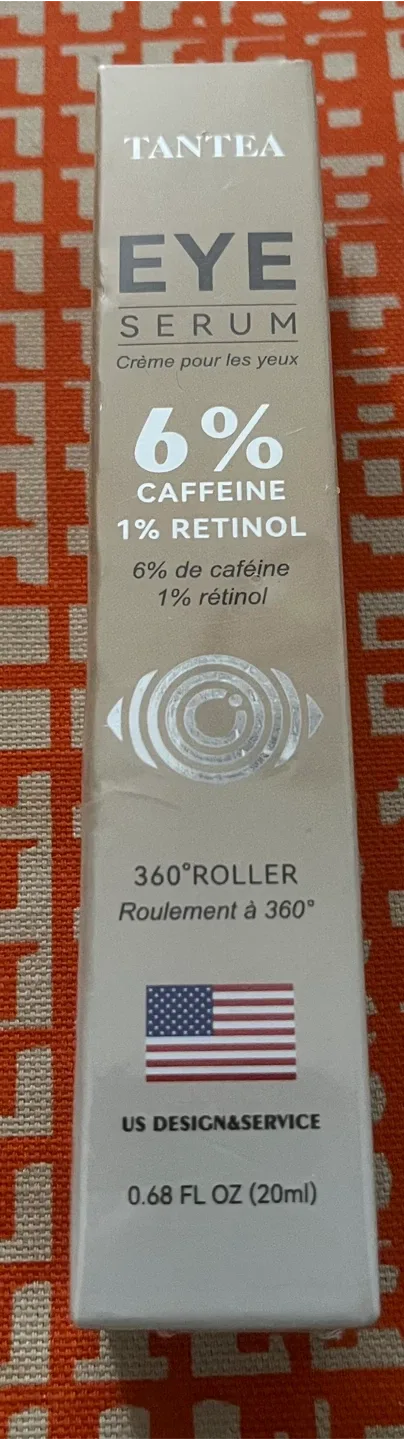 TANTEA
EYE
SERUM
Crème pour les yeux
6%
CAFFEINE
1% RETINOL
6% de caféine
1% rétinol
360°ROLLER
Roulement à 360°
US DESIGN&SERVICE
0.68 FL OZ (20ml)